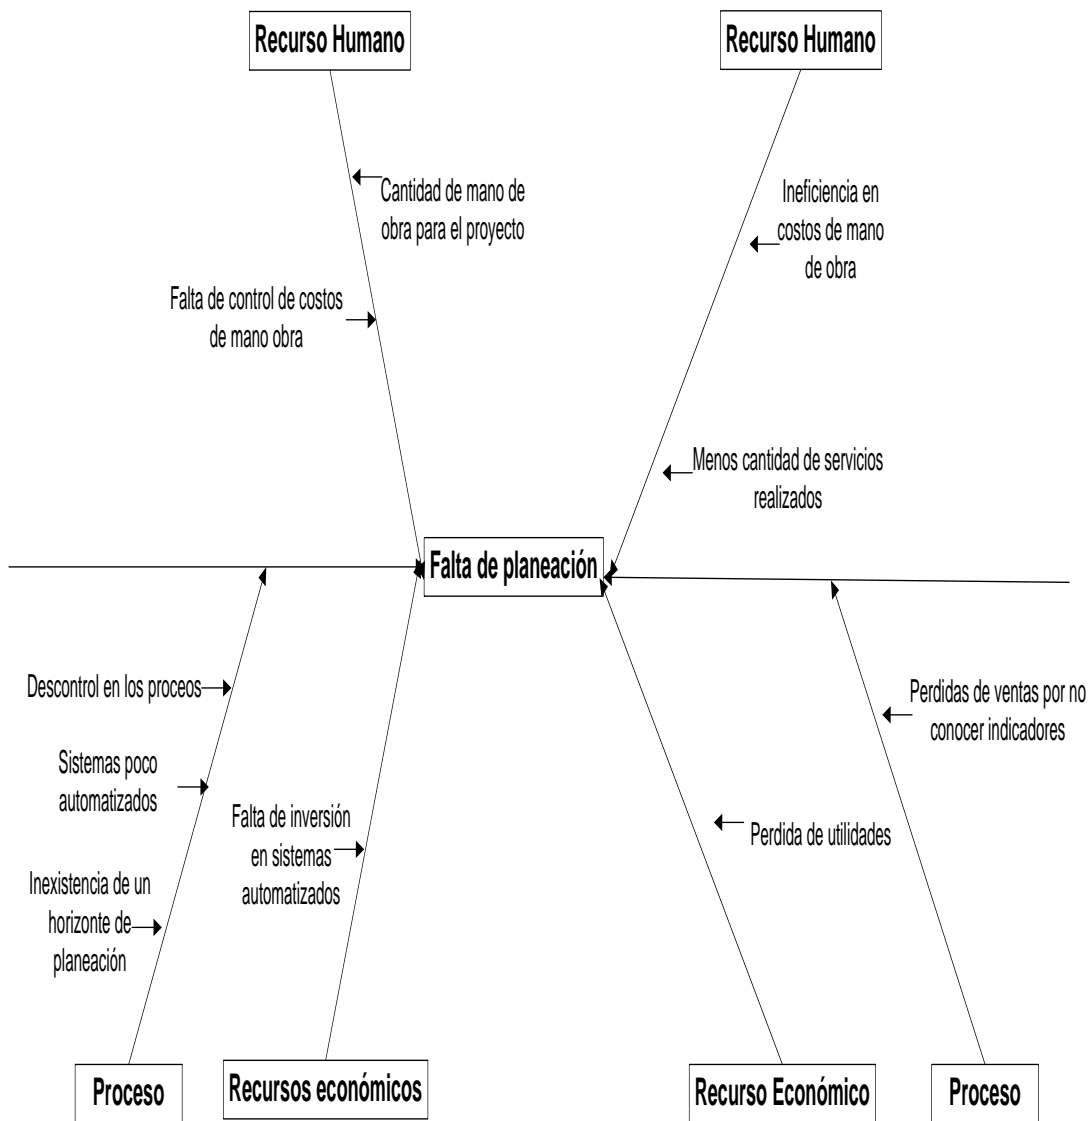 Recurso Humano
Recurso Humano
Cantidad de mano de
obra para el proyecto
Ineficiencia en
costos de mano
de obra
Falta de control de costos
de mano obra
Menos cantidad de servicios
realizados
Falta de planeación
Descontrol en los proceos
Perdidas de ventas por no
conocer indicadores
Sistemas poco
automatizados
Falta de inversión
en sistemas
automatizados
Perdida de utilidades
Inexistencia de un
horizonte de
planeación
Proceso
Recursos económicos
Recurso Económico
Proceso